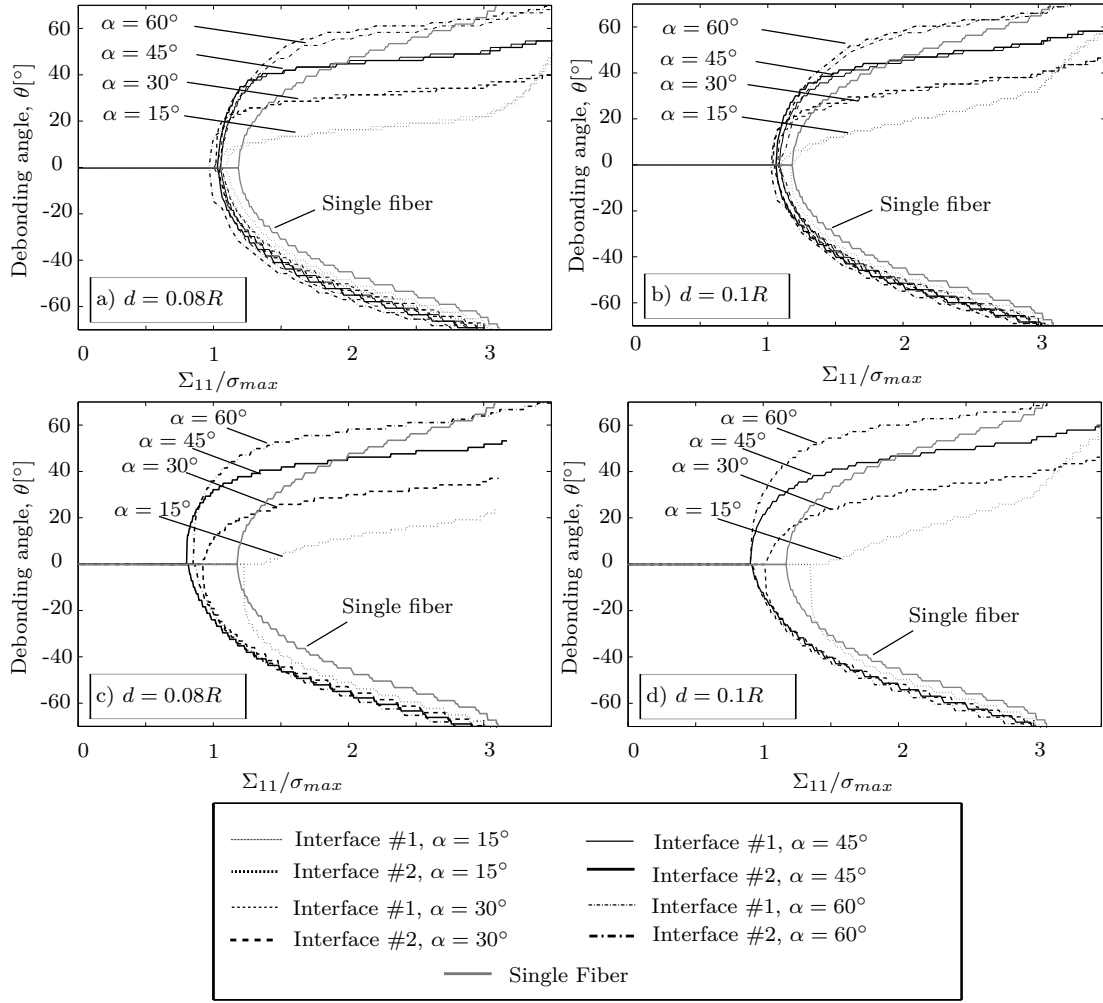 Debonding angle, θ[°]
60
40
20
0
-20
-40
-60
α = 60°
α = 45°
α = 30°
α = 15°
Single fiber
a) d = 0.08R
0 1 2 3
Σ₁₁/σₘₐₓ
Debonding angle, θ[°]
60
40
20
0
-20
-40
-60
α = 60°
α = 45°
α = 30°
α = 15°
Single fiber
b) d = 0.1R
0 1 2 3
Σ₁₁/σₘₐₓ
Debonding angle, θ[°]
60
40
20
0
-20
-40
-60
α = 60°
α = 45°
α = 30°
α = 15°
Single fiber
c) d = 0.08R
0 1 2 3
Σ₁₁/σₘₐₓ
Debonding angle, θ[°]
60
40
20
0
-20
-40
-60
α = 60°
α = 45°
α = 30°
α = 15°
Single fiber
d) d = 0.1R
0 1 2 3
Σ₁₁/σₘₐₓ
Interface #1, α = 15°
Interface #2, α = 15°
Interface #1, α = 30°
Interface #2, α = 30°
Interface #1, α = 45°
Interface #2, α = 45°
Interface #1, α = 60°
Interface #2, α = 60°
Single Fiber